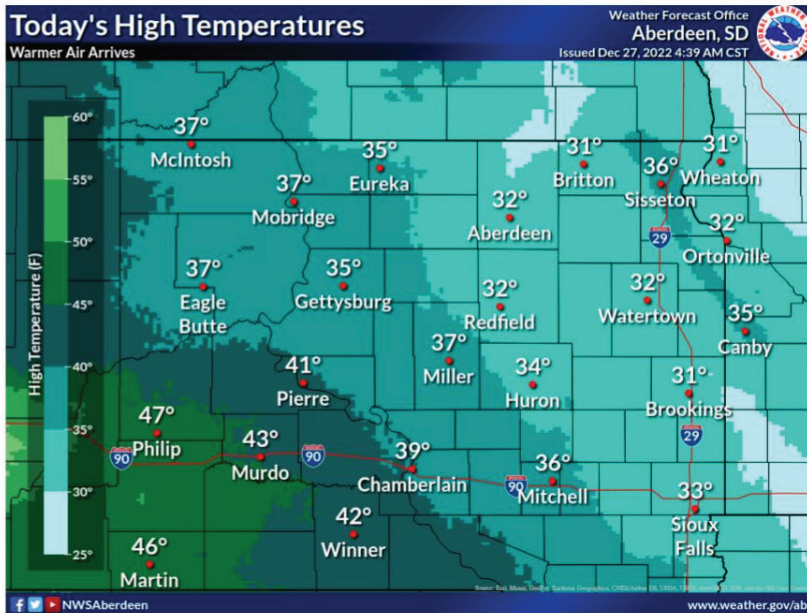 Today's High Temperatures
Warmer Air Arrives
Weather Forecast Office
Aberdeen, SD
Issued Dec 27, 2022 4:39 AM CST
High Temperature (F)
60°
55°
50°
45°
40°
35°
30°
25°
37°
McIntosh
35°
Eureka
31°
Britton
36°
Sisseton
31°
Wheaton
37°
Mobridge
32°
Aberdeen
29
32°
Ortonville
37°
Eagle
Butte
35°
Gettysburg
32°
Redfield
32°
Watertown
35°
Canby
37°
Miller
41°
Pierre
34°
Huron
31°
Brookings
47°
Philip
90
43°
Murdo
90
39°
Chamberlain
90
36°
Mitchell
29
33°
Sioux
Falls
42°
Winner
46°
Martin
NWSAberdeen
www.weather.gov/ab